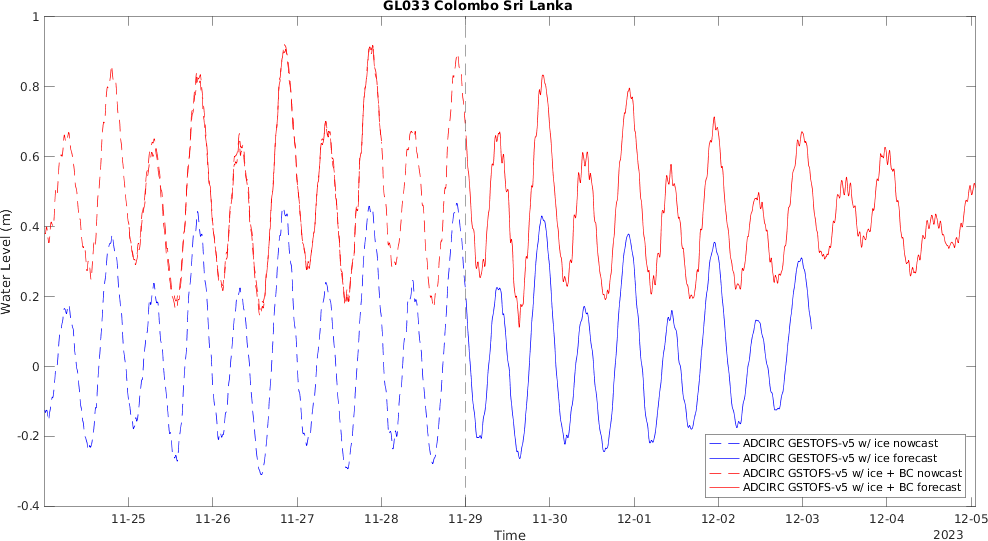 GL033 Colombo Sri Lanka
1
0.8
0.6
0.4
0.2
0
-0.2
-0.4
Water Level (m)
11-25 11-26 11-27 11-28 11-29 11-30 12-01 12-02 12-03 12-04 12-05
Time
2023
ADCIRC GESTOFS-v5 w/ ice nowcast
ADCIRC GESTOFS-v5 w/ ice forecast
ADCIRC GSTOFS-v5 w/ ice + BC nowcast
ADCIRC GSTOFS-v5 w/ ice + BC forecast